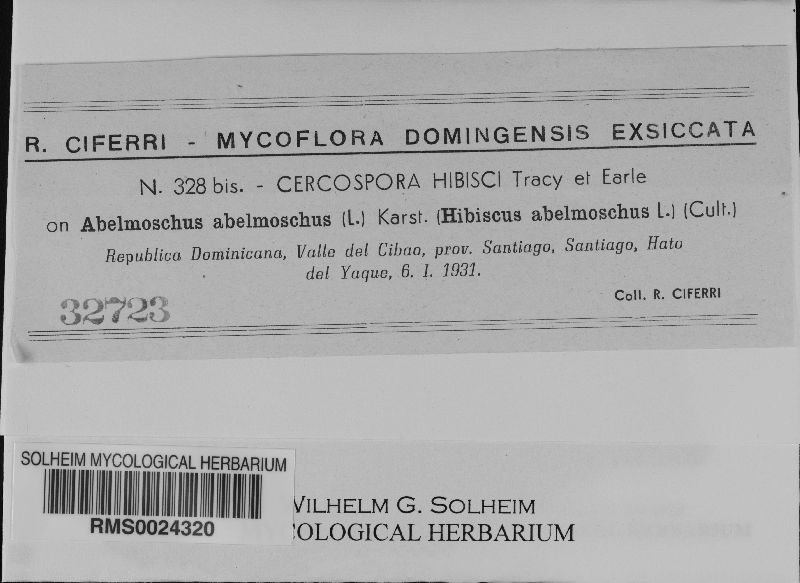 R. CIFERRI - MYCOFLORA DOMINGENSIS EXSICCATA
N. 328 bis. - CERCOSPORA HIBISCI Tracy et Earle
on Abelmoschus abelmoschus (L.) Karst. (Hibiscus abelmoschus L.) (Cult.)
Republica Dominicana, Valle del Cibao, prov. Santiago, Santiago, Hato
del Yaque, 6. I. 1931.
Coll. R. CIFERRI
32723
SOLHEIM MYCOLOGICAL HERBARIUM
RMS0024320
VILHELM G. SOLHEIM
COLOGICAL HERBARIUM